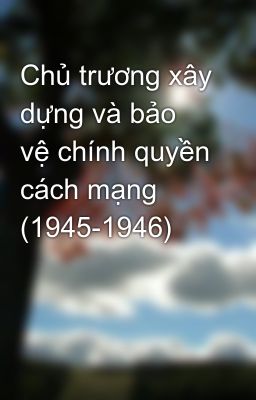 Chủ trương xây
dựng và bảo
vệ chính quyền
cách mạng
(1945-1946)